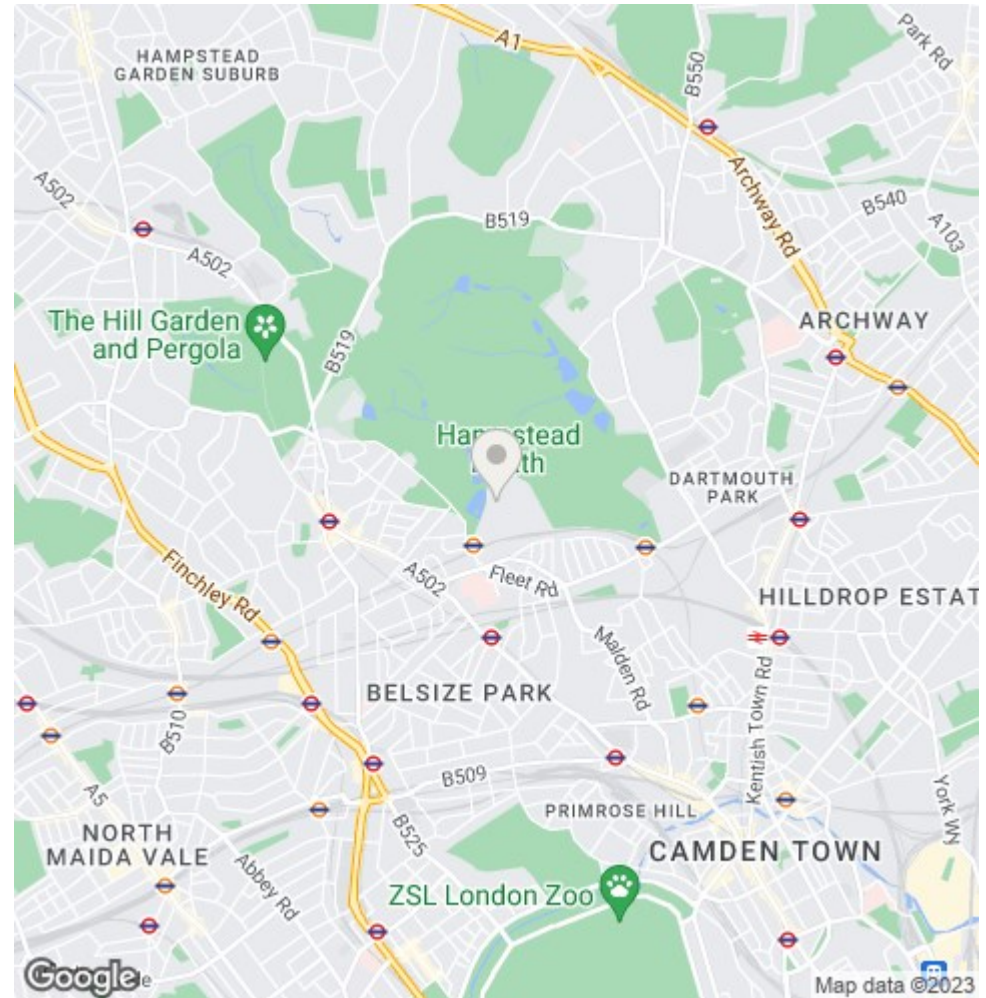 A1
HAMPSTEAD
GARDEN SUBURB
B550
Park Rd
A502
Archway Rd
B519
B540
A103
A502
The Hill Garden
and Pergola
B519
ARCHWAY
Hampstead
DARTMOUTH
PARK
Finchley Rd
A502
Fleet Rd
HILLDROP ESTAT
Malden Rd
BELSIZE PARK
B510
Kentish Town Rd
B509
A5
PRIMROSE HILL
York Wy
NORTH
MAIDA VALE
B525
CAMDEN TOWN
Abbey Rd
ZSL London Zoo
Google
Map data ©2023